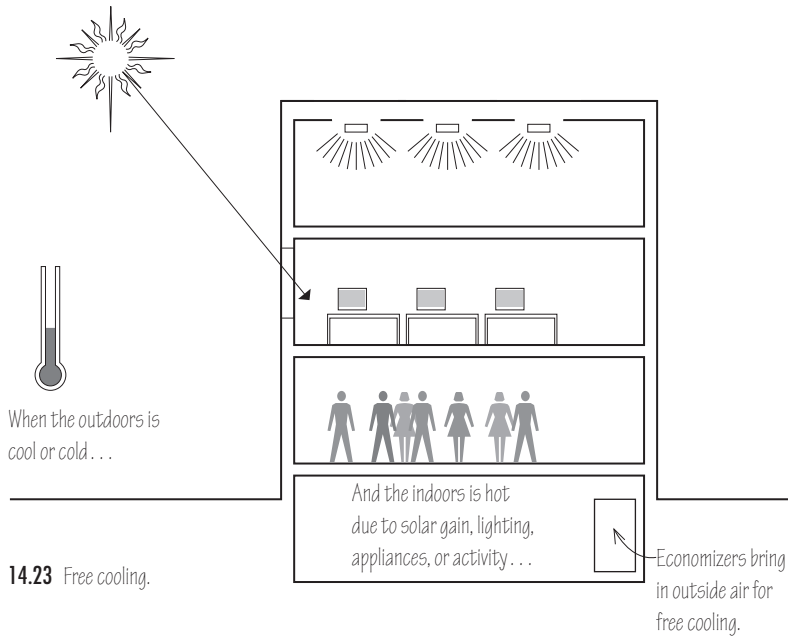 When the outdoors is
cool or cold . . .
And the indoors is hot
due to solar gain, lighting,
appliances, or activity . . .
Economizers bring
in outside air for
free cooling.
14.23 Free cooling.